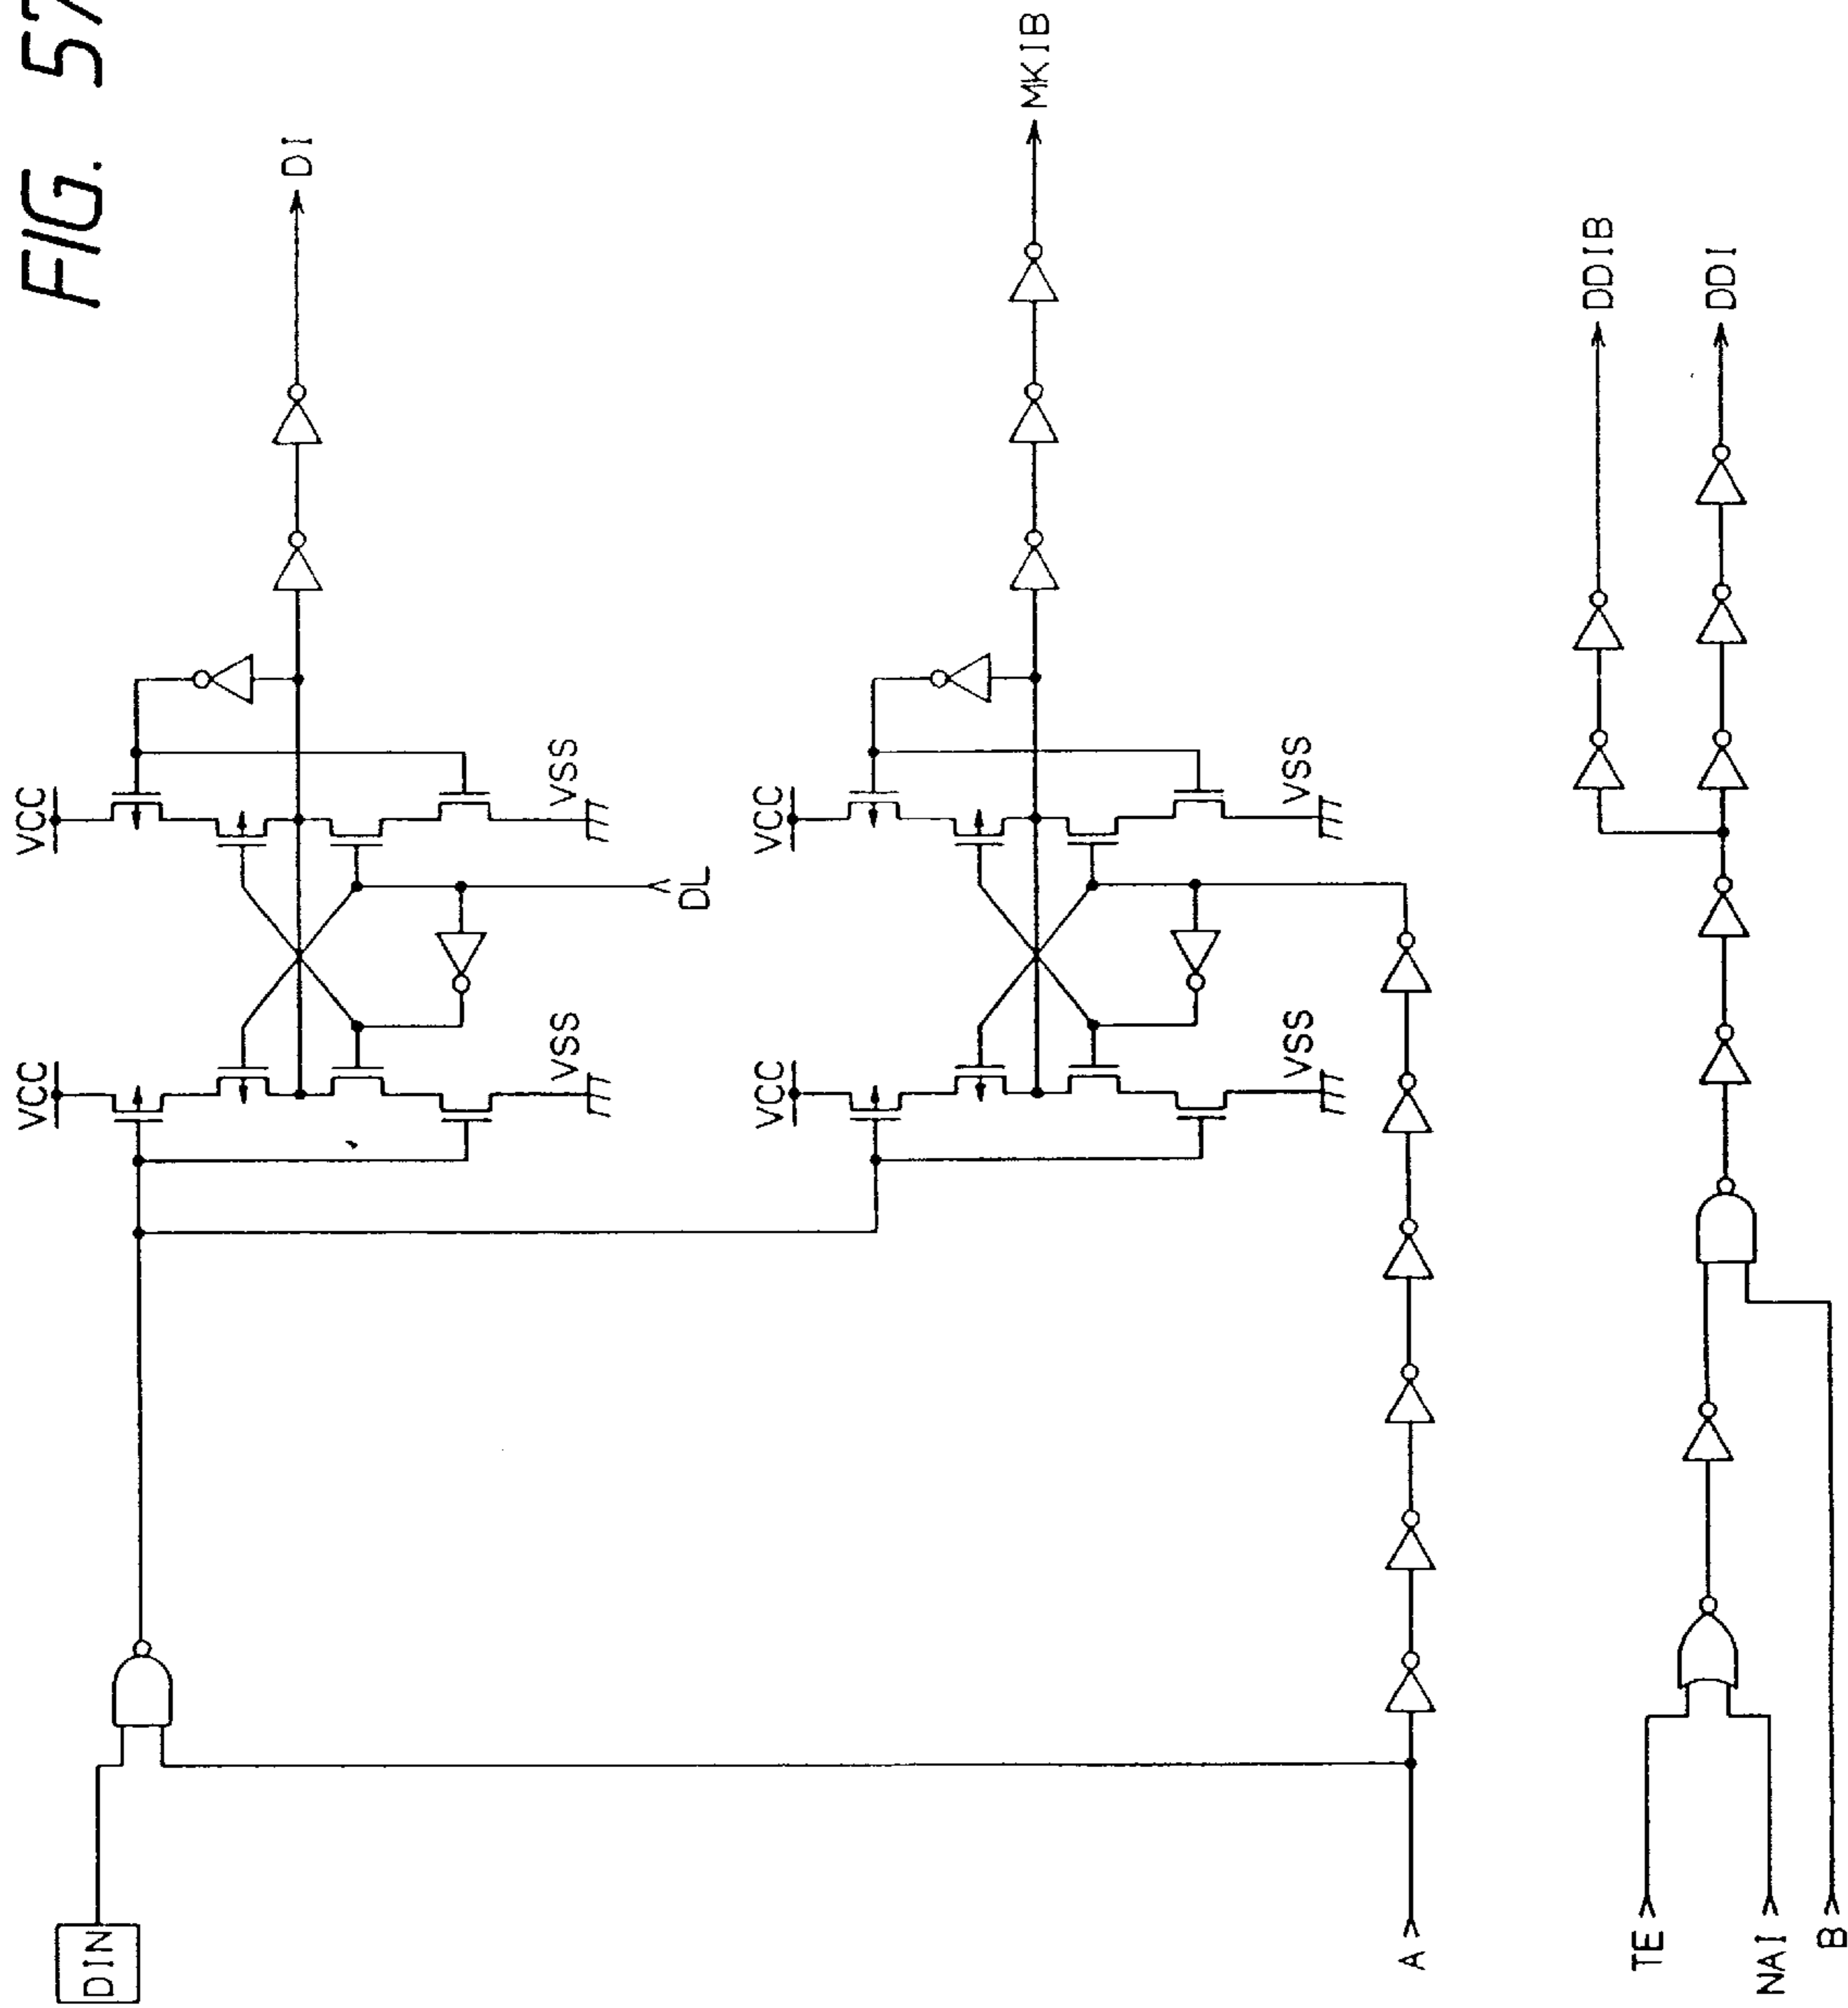 FIG. 57
VCC
VCC
DIN
DI
VSS
VSS
DL
VCC
VCC
MKIB
VSS
VSS
A
DDIB
TE
DDI
NAI
B